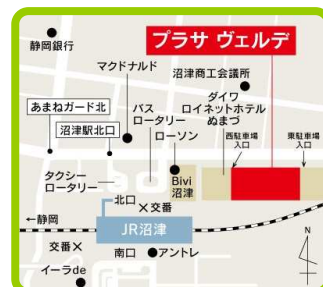 静岡銀行
プラサ ヴェルデ
マクドナルド
沼津商工会議所
あまねガード北
沼津駅北口
バス
ロータリー
ローソン
ダイワ
ロイネットホテル
ぬまづ
西駐車場
入口
東駐車場
入口
タクシー
ロータリー
Bivi
沼津
北口
交番
←静岡
JR沼津
交番
南口
アントレ
イーラde
N